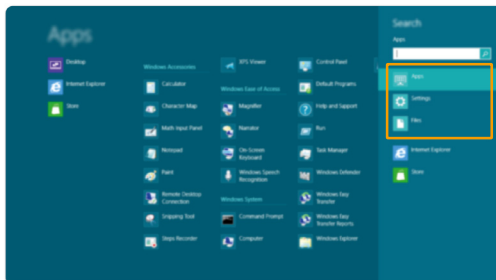 Apps
Desktop
Internet Explorer
Store
Windows Accessories
Calculator
Character Map
Math Input Panel
Notepad
Paint
Remote Desktop
Connection
Snipping Tool
Steps Recorder
XPS Viewer
Windows Ease of Access
Magnifier
Narrator
On-Screen
Keyboard
Windows Speech
Recognition
Windows System
Command Prompt
Computer
Control Panel
Default Programs
Help and Support
Run
Task Manager
Windows Defender
Windows Easy
Transfer
Windows Easy
Transfer Reports
Windows Explorer
Search
Apps
Apps
Settings
Files
Internet Explorer
Store